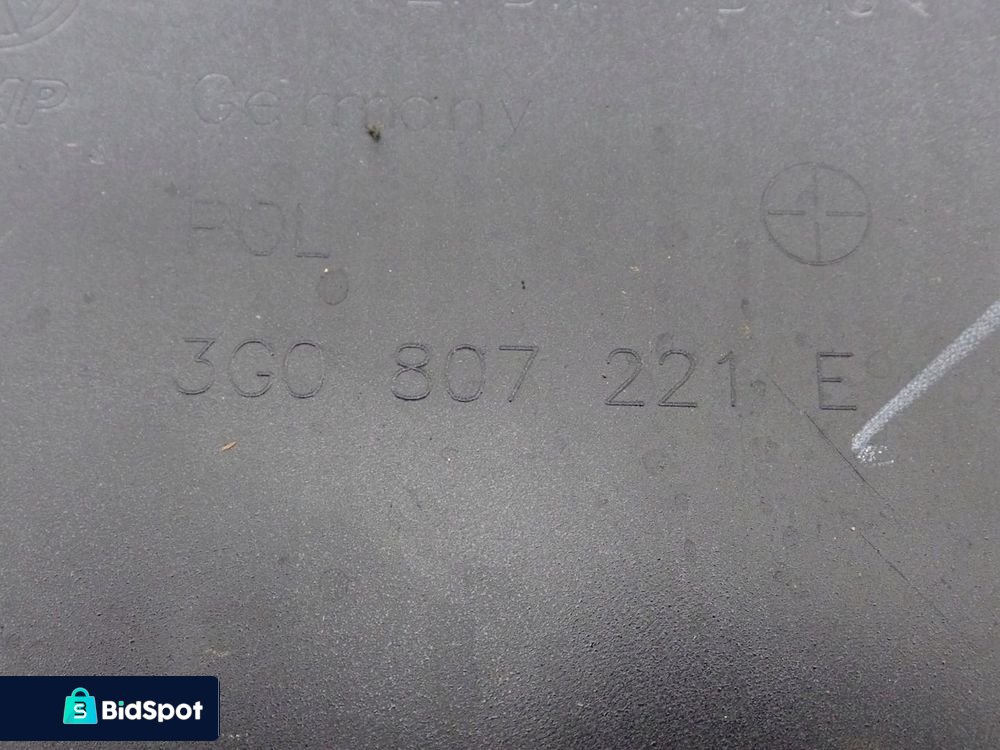 Germany
POL
3G0 807 221 E
BidSpot